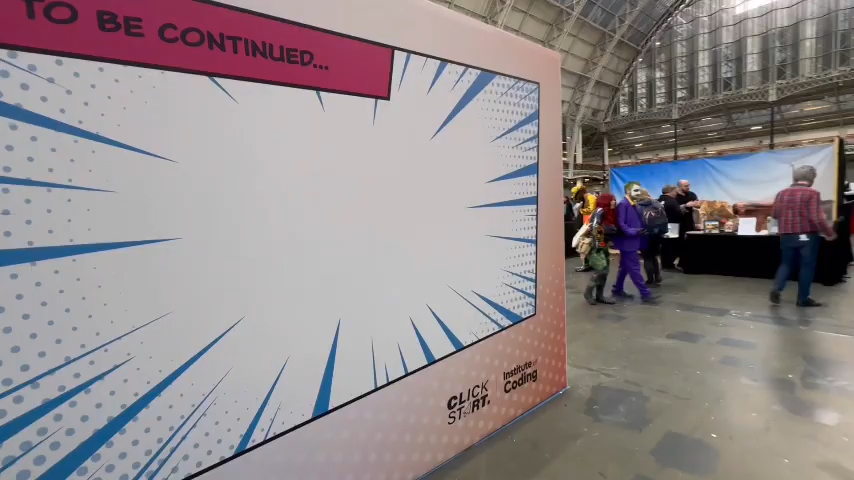 TO BE CONTINUED...
CLICK
START.
Institute of
Coding